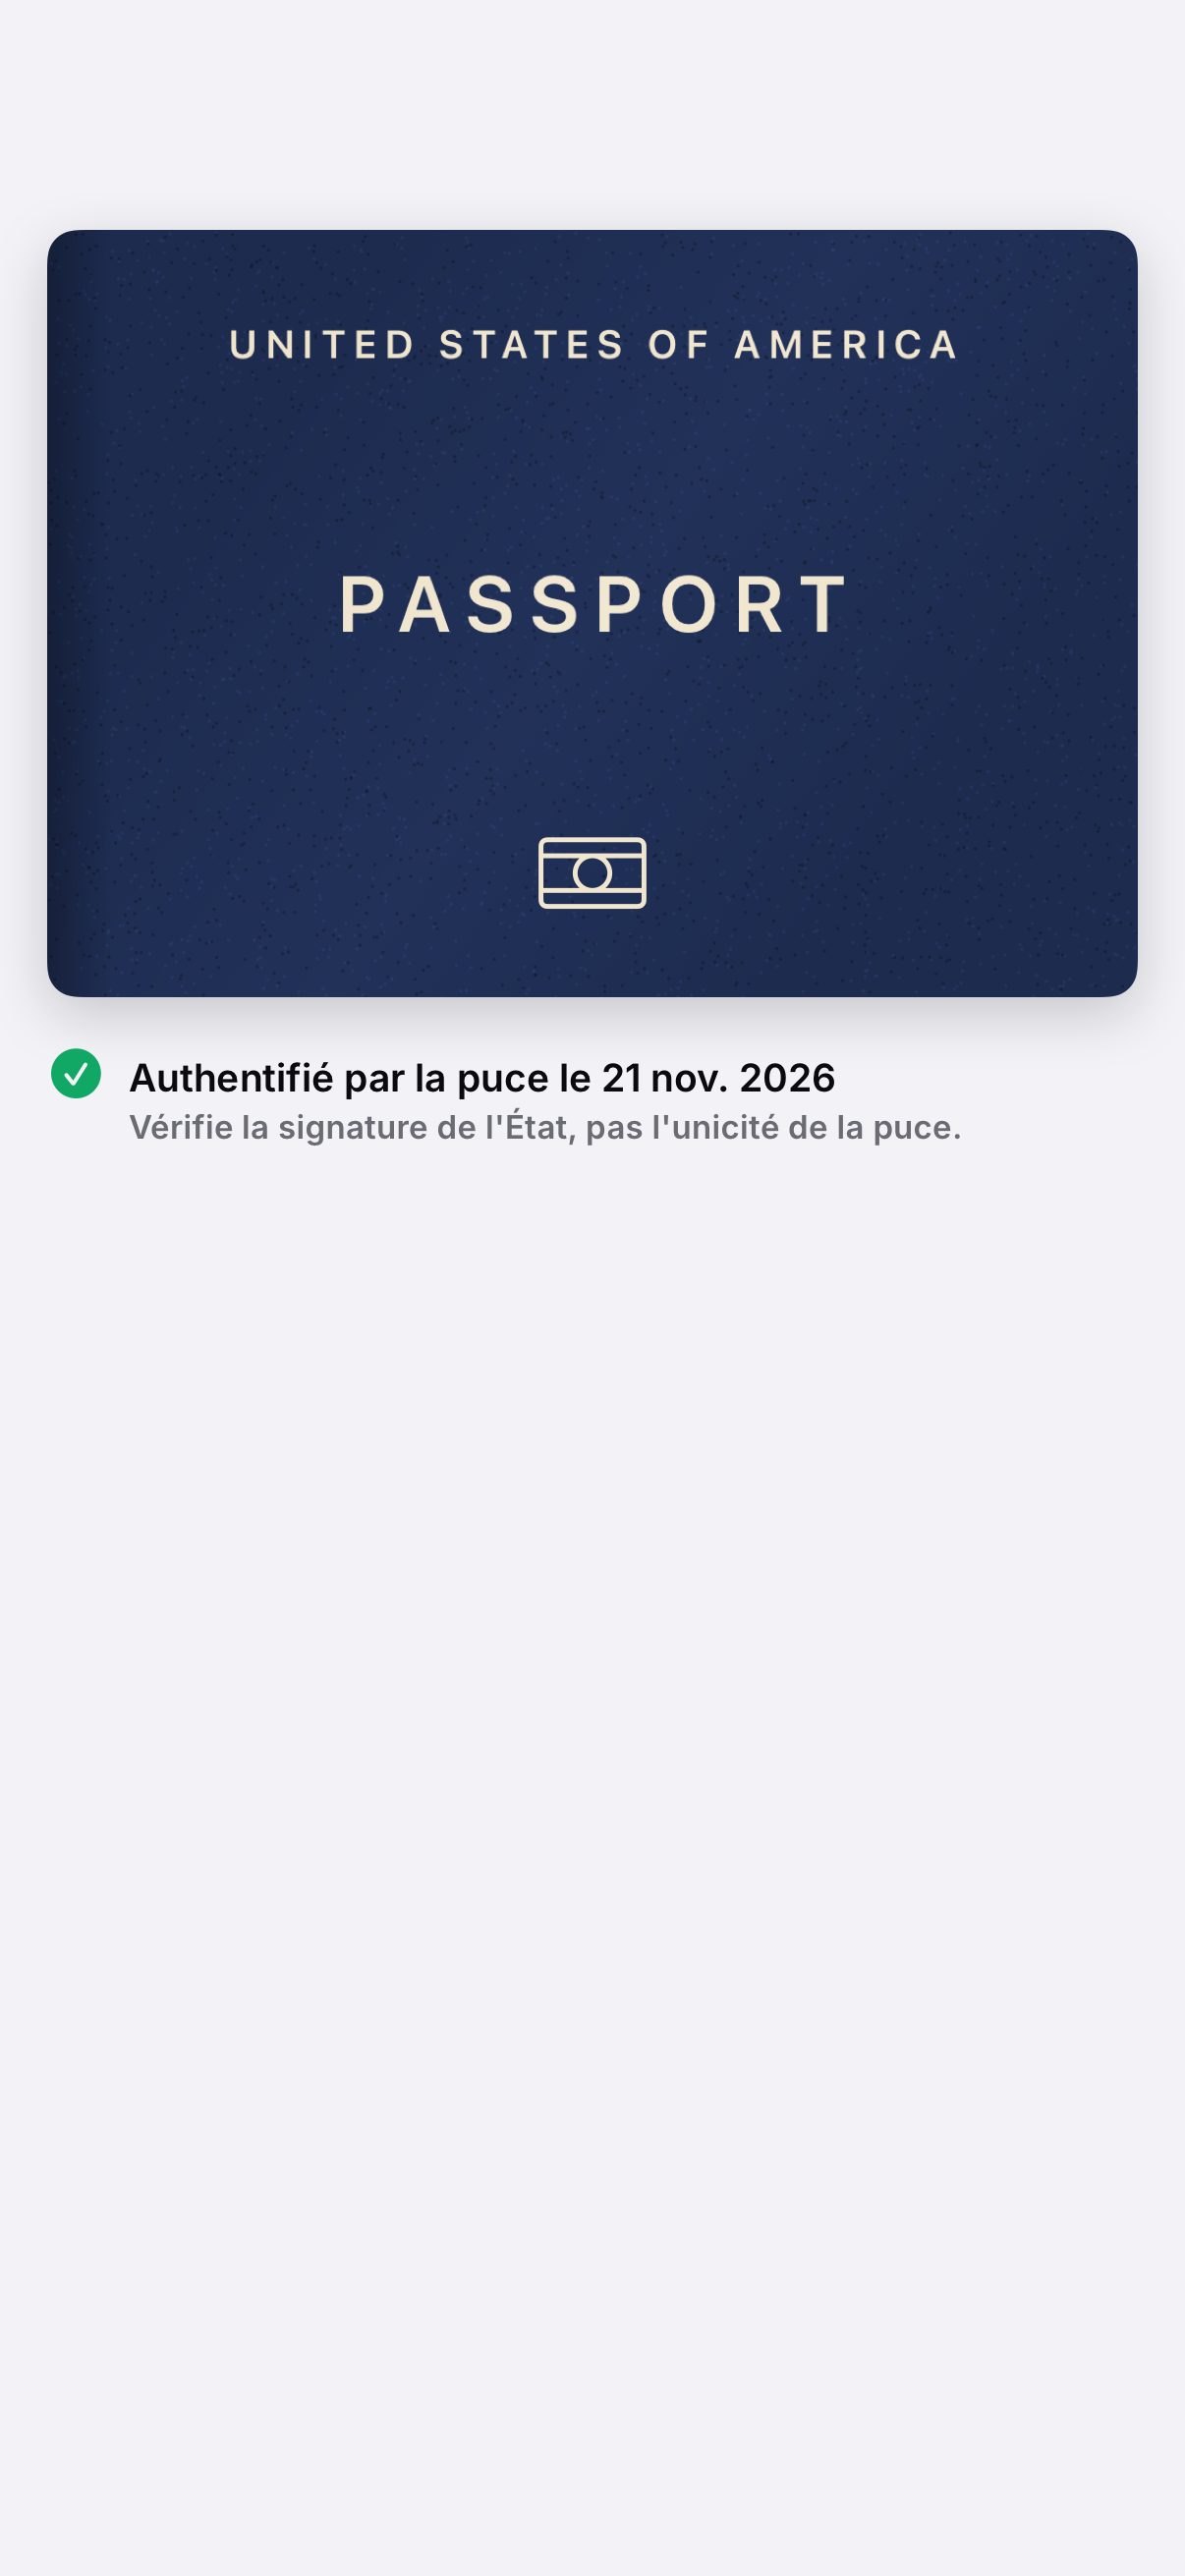 UNITED STATES OF AMERICA
PASSPORT
Authentifié par la puce le 21 nov. 2026
Vérifie la signature de l'État, pas l'unicité de la puce.